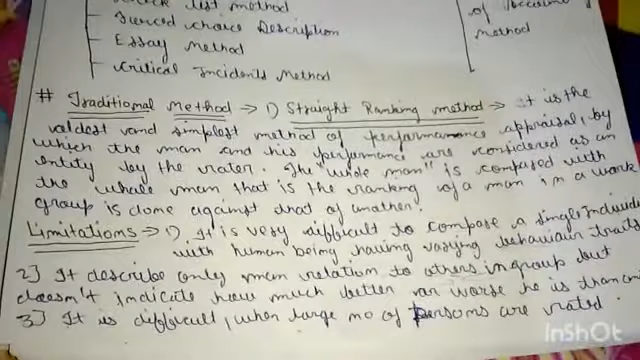 list method
of
Forced choice Description
method
Essay Method
Critical Incidents Method
# Traditional Method → 1) Straight Ranking method → It is the
oldest and simplest method of performance appraisal, by
which the man and his performance are considered as an
entity by the rater. The "whole man" is compared with
the whole man that is the ranking of a man in a work
group is done against that of another.
Limitations → 1) It is very difficult to compare a single individu
with human being having varying behaviour traits
2) It describe only man relation to others in group but
doesn't indicate how much better or worse he is than
3) It is difficult, when large no of persons are rated.
InShOt